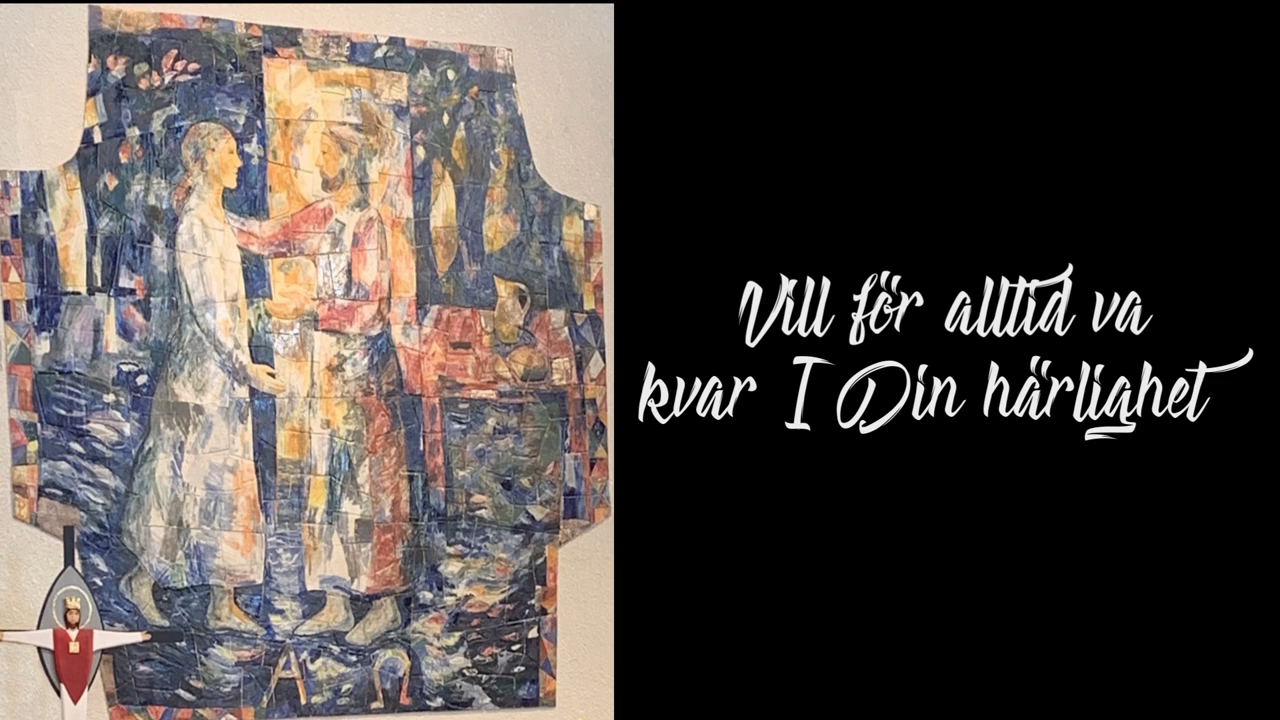 Α Ω
Vill för alltid va
kvar I Din härlighet